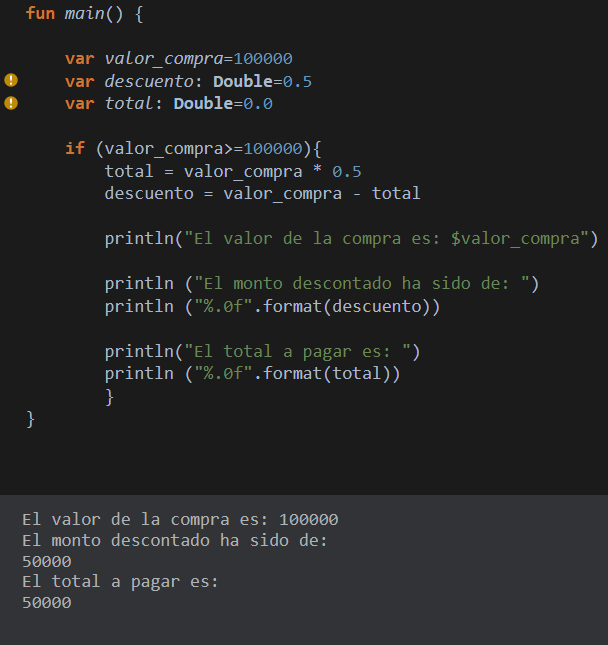 fun main() {
var valor_compra=100000
var descuento: Double=0.5
var total: Double=0.0
if (valor_compra>=100000){
total = valor_compra * 0.5
descuento = valor_compra - total
println("El valor de la compra es: $valor_compra")
println ("El monto descontado ha sido de: ")
println ("%.0f".format(descuento))
println("El total a pagar es: ")
println ("%.0f".format(total))
}
}
El valor de la compra es: 100000
El monto descontado ha sido de:
50000
El total a pagar es:
50000